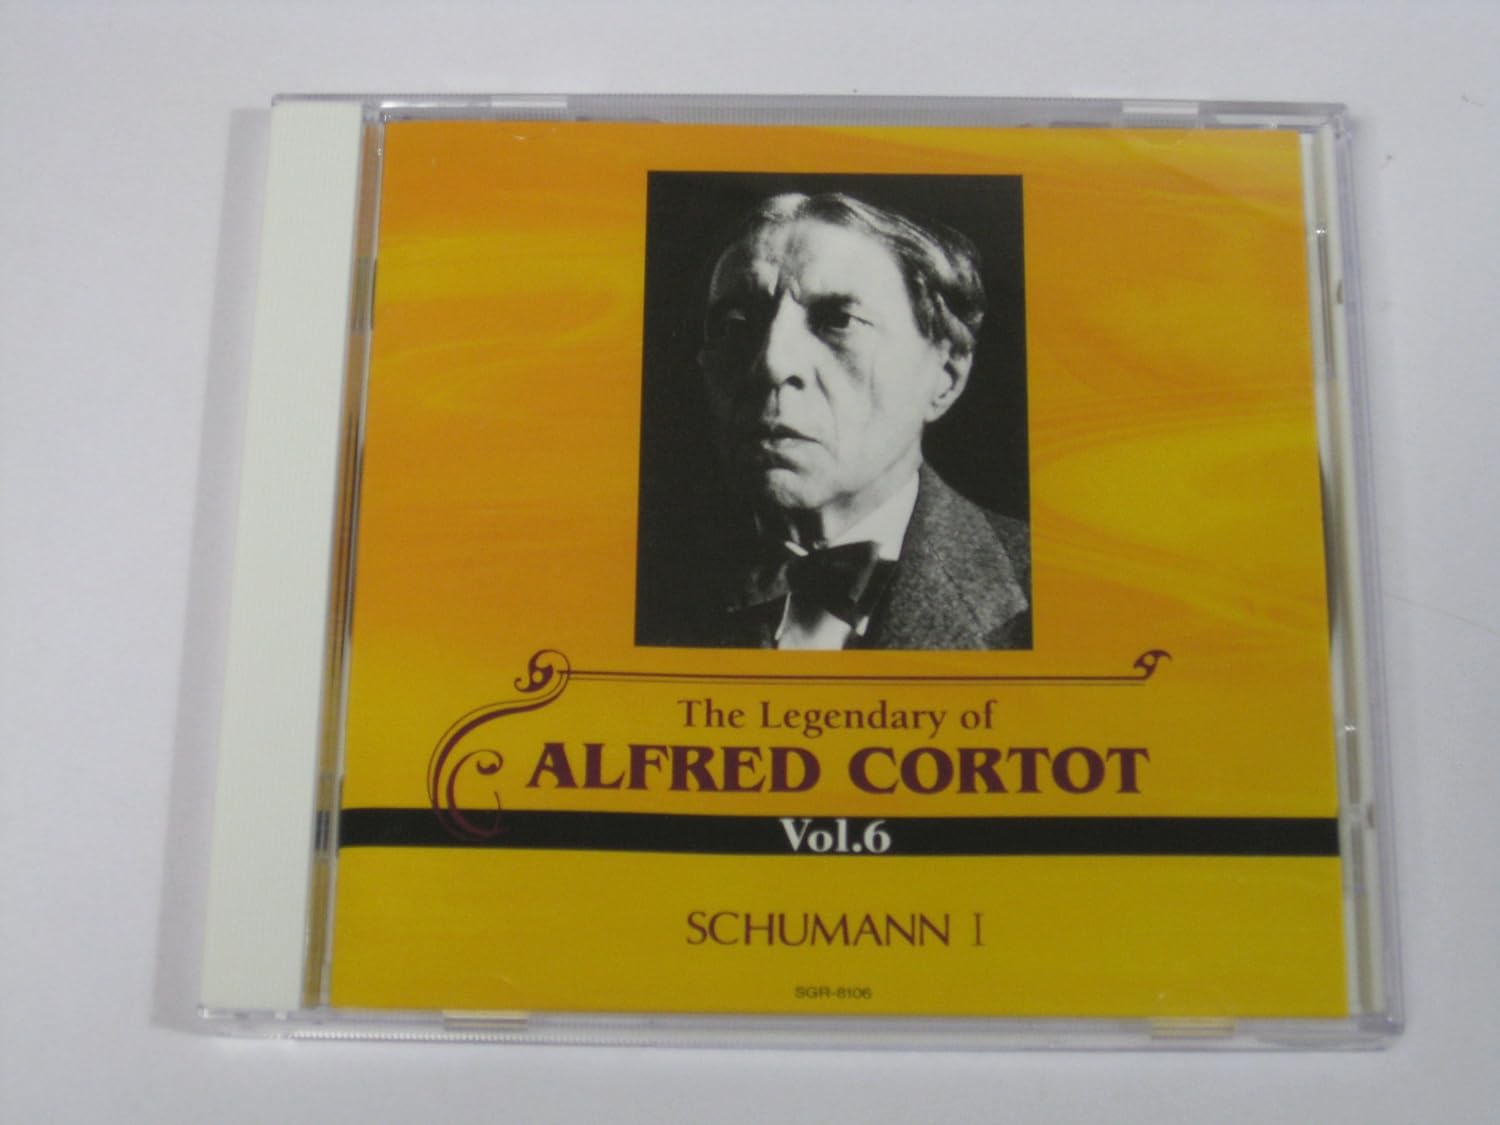 The Legendary of
ALFRED CORTOT
Vol.6
SCHUMANN I
SGR-8106